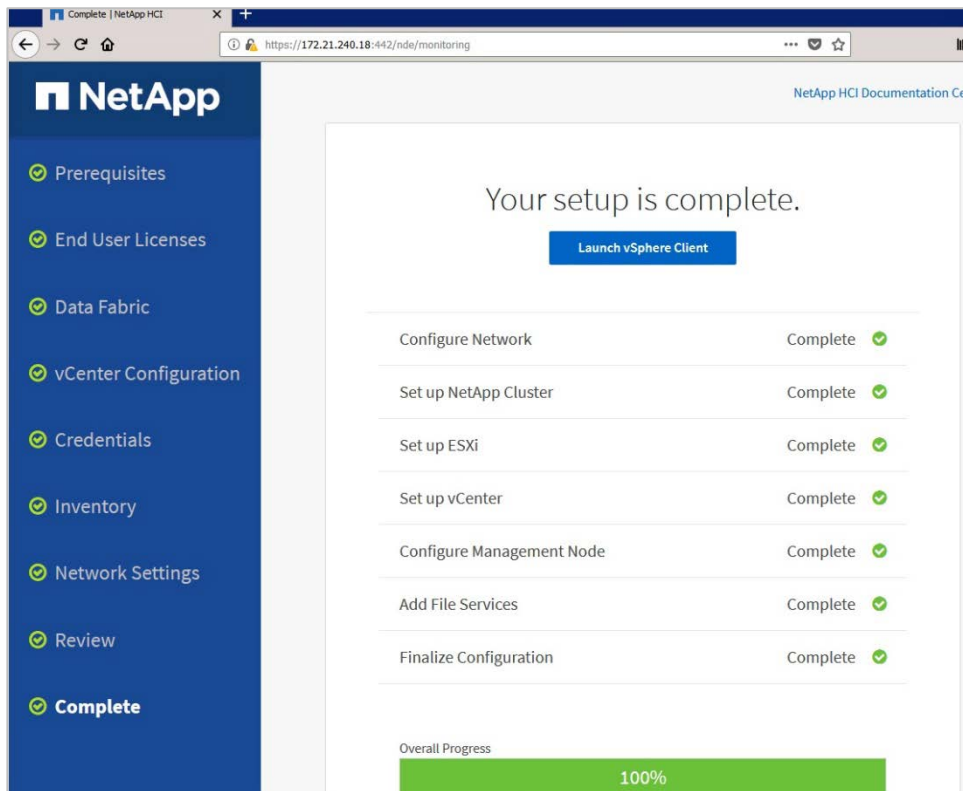 Complete | NetApp HCI
https://172.21.240.18:442/nde/monitoring
NetApp
NetApp HCI Documentation Ce
Prerequisites
End User Licenses
Data Fabric
vCenter Configuration
Credentials
Inventory
Network Settings
Review
Complete
Your setup is complete.
Launch vSphere Client
Configure Network Complete
Set up NetApp Cluster Complete
Set up ESXi Complete
Set up vCenter Complete
Configure Management Node Complete
Add File Services Complete
Finalize Configuration Complete
Overall Progress
100%